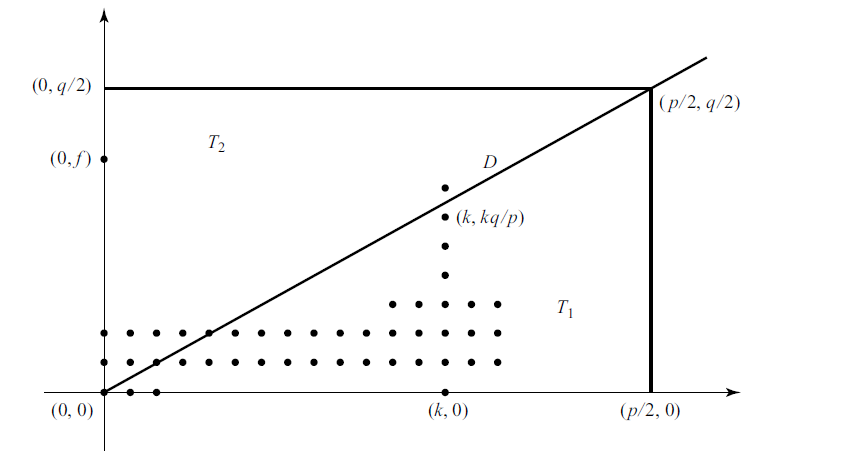 (0, q/2)
(p/2, q/2)
T2
(0, f)
D
(k, kq/p)
T1
(0, 0)
(k, 0)
(p/2, 0)